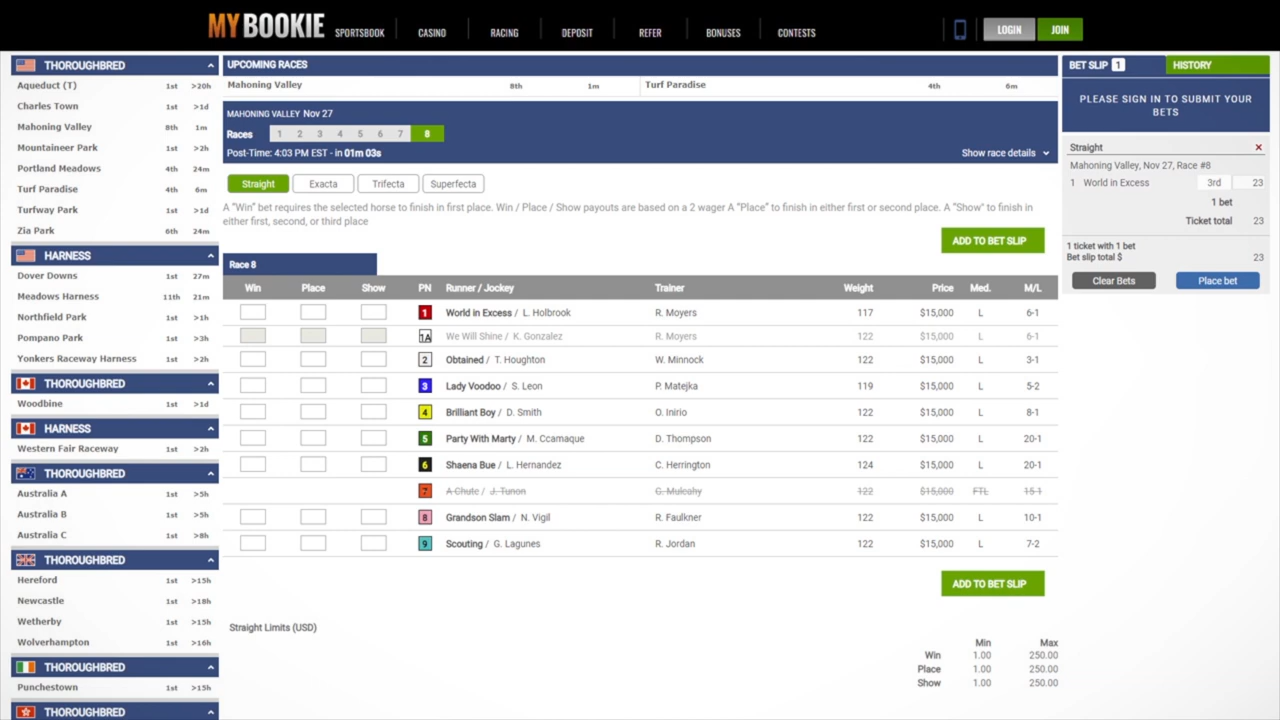 MYBOOKIE
SPORTSBOOK CASINO RACING DEPOSIT REFER BONUSES CONTESTS LOGIN JOIN
THOROUGHBRED
Aqueduct (T) 1st >20h
Charles Town 1st >1d
Mahoning Valley 8th 1m
Mountaineer Park 1st >2h
Portland Meadows 4th 24m
Turf Paradise 4th 6m
Turfway Park 1st >1d
Zia Park 6th 24m
HARNESS
Dover Downs 1st 27m
Meadows Harness 11th 21m
Northfield Park 1st >1h
Pompano Park 1st >3h
Yonkers Raceway Harness 1st >2h
THOROUGHBRED
Woodbine 1st >1d
HARNESS
Western Fair Raceway 1st >2h
THOROUGHBRED
Australia A 1st >5h
Australia B 1st >5h
Australia C 1st >8h
THOROUGHBRED
Hereford 1st >15h
Newcastle 1st >18h
Wetherby 1st >15h
Wolverhampton 1st >16h
THOROUGHBRED
Punchestown 1st >15h
THOROUGHBRED
UPCOMING RACES
Mahoning Valley 8th 1m Turf Paradise 4th 6m
MAHONING VALLEY Nov 27
Races 1 2 3 4 5 6 7 8
Post-Time: 4:03 PM EST - in 01m 03s Show race details
Straight Exacta Trifecta Superfecta
A "Win" bet requires the selected horse to finish in first place. Win / Place / Show payouts are based on a 2 wager A "Place" to finish in either first or second place. A "Show" to finish in
either first, second, or third place
ADD TO BET SLIP
Race 8
Win Place Show PN Runner / Jockey Trainer Weight Price Med. M/L
1 World in Excess / L. Holbrook R. Moyers 117 $15,000 L 6-1
1A We Will Shine / K. Gonzalez R. Moyers 122 $15,000 L 6-1
2 Obtained / T. Houghton W. Minnock 122 $15,000 L 3-1
3 Lady Voodoo / S. Leon P. Matejka 119 $15,000 L 5-2
4 Brilliant Boy / D. Smith O. Inirio 122 $15,000 L 8-1
5 Party With Marty / M. Ccamaque D. Thompson 122 $15,000 L 20-1
6 Shaena Bue / L. Hernandez C. Herrington 124 $15,000 L 20-1
7 A Chute / J. Tunon C. Mulcahy 122 $15,000 FTL 15-1
8 Grandson Slam / N. Vigil R. Faulkner 122 $15,000 L 10-1
9 Scouting / G. Lagunes R. Jordan 122 $15,000 L 7-2
ADD TO BET SLIP
Straight Limits (USD)
Min Max
Win 1.00 250.00
Place 1.00 250.00
Show 1.00 250.00
BET SLIP 1 HISTORY
PLEASE SIGN IN TO SUBMIT YOUR
BETS
Straight ×
Mahoning Valley, Nov 27, Race #8
1 World in Excess 3rd 23
1 bet
Ticket total 23
1 ticket with 1 bet
Bet slip total $ 23
Clear Bets Place bet